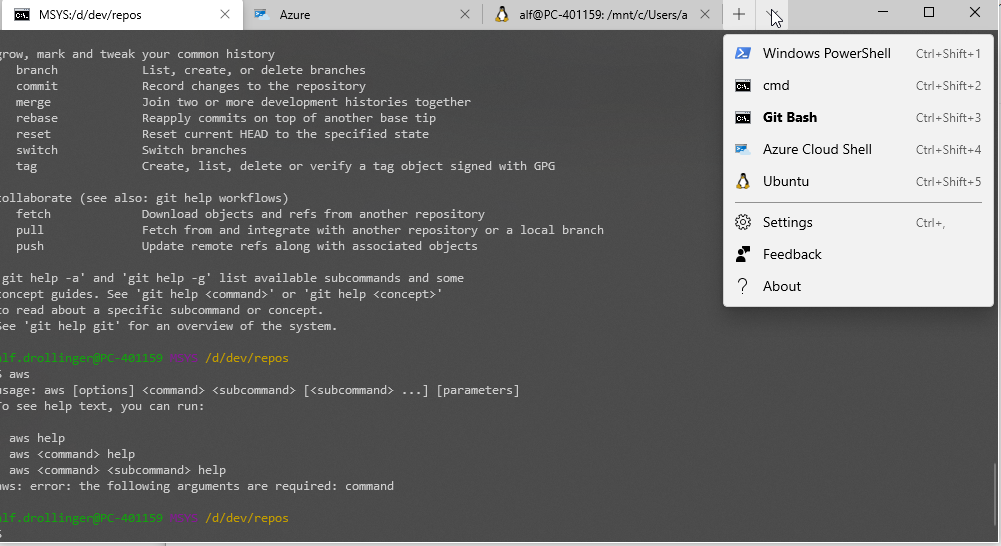 MSYS:/d/dev/repos
Azure
alf@PC-401159: /mnt/c/Users/a
grow, mark and tweak your common history
branch List, create, or delete branches
commit Record changes to the repository
merge Join two or more development histories together
rebase Reapply commits on top of another base tip
reset Reset current HEAD to the specified state
switch Switch branches
tag Create, list, delete or verify a tag object signed with GPG
collaborate (see also: git help workflows)
fetch Download objects and refs from another repository
pull Fetch from and integrate with another repository or a local branch
push Update remote refs along with associated objects
'git help -a' and 'git help -g' list available subcommands and some
concept guides. See 'git help <command>' or 'git help <concept>'
to read about a specific subcommand or concept.
See 'git help git' for an overview of the system.
alf.drollinger@PC-401159 MSYS /d/dev/repos
$ aws
usage: aws [options] <command> <subcommand> [<subcommand> ...] [parameters]
To see help text, you can run:
aws help
aws <command> help
aws <command> <subcommand> help
aws: error: the following arguments are required: command
alf.drollinger@PC-401159 MSYS /d/dev/repos
$
Windows PowerShell Ctrl+Shift+1
cmd Ctrl+Shift+2
Git Bash Ctrl+Shift+3
Azure Cloud Shell Ctrl+Shift+4
Ubuntu Ctrl+Shift+5
Settings Ctrl+,
Feedback
About